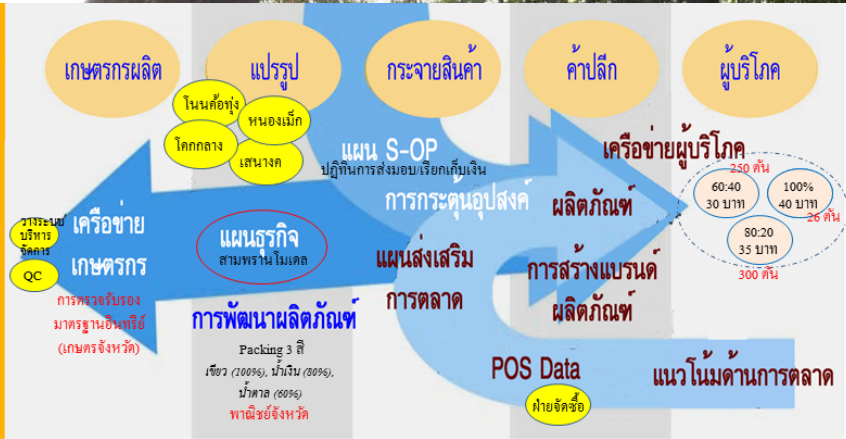 เกษตรกรผลิต
แปรรูป
กระจายสินค้า
ค้าปลีก
ผู้บริโภค
โนนค้อทุ่ง
หนองเม็ก
โคกกลาง
เสนางค
แผน S-OP
ปฏิทินการส่งมอบ/เรียกเก็บเงิน
การกระตุ้นอุปสงค์
เครือข่ายผู้บริโภค
250 ตัน
60:40
30 บาท
100%
40 บาท
26 ตัน
80:20
35 บาท
300 ตัน
ผลิตภัณฑ์
วางระบบ
บริหาร
จัดการ
QC
เครือข่าย
เกษตรกร
การตรวจรับรอง
มาตรฐานอินทรีย์
(เกษตรจังหวัด)
แผนธุรกิจ
สามพรานโมเดล
แผนส่งเสริม
การตลาด
การสร้างแบรนด์
ผลิตภัณฑ์
การพัฒนาผลิตภัณฑ์
Packing 3 สี
เขียว (100%), น้ำเงิน (80%),
น้ำตาล (60%)
พาณิชย์จังหวัด
POS Data
ฝ่ายจัดซื้อ
แนวโน้มด้านการตลาด